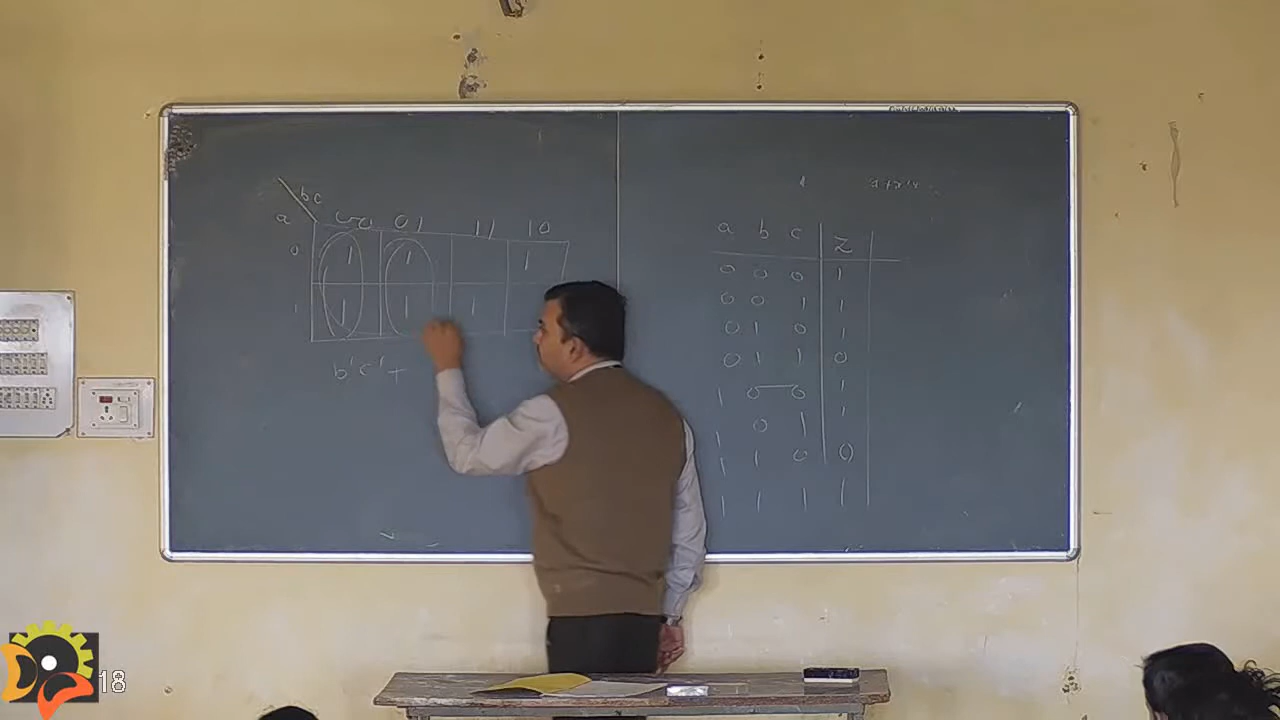 bc
a 00 01 11 10
0 1 1 1
1 1 1 1
b'c' +
a b c z
0 0 0 1
0 0 1 1
0 1 0 1
0 1 1 0
1 0 0 1
1 0 1 1
1 1 0 0
1 1 1 1
18